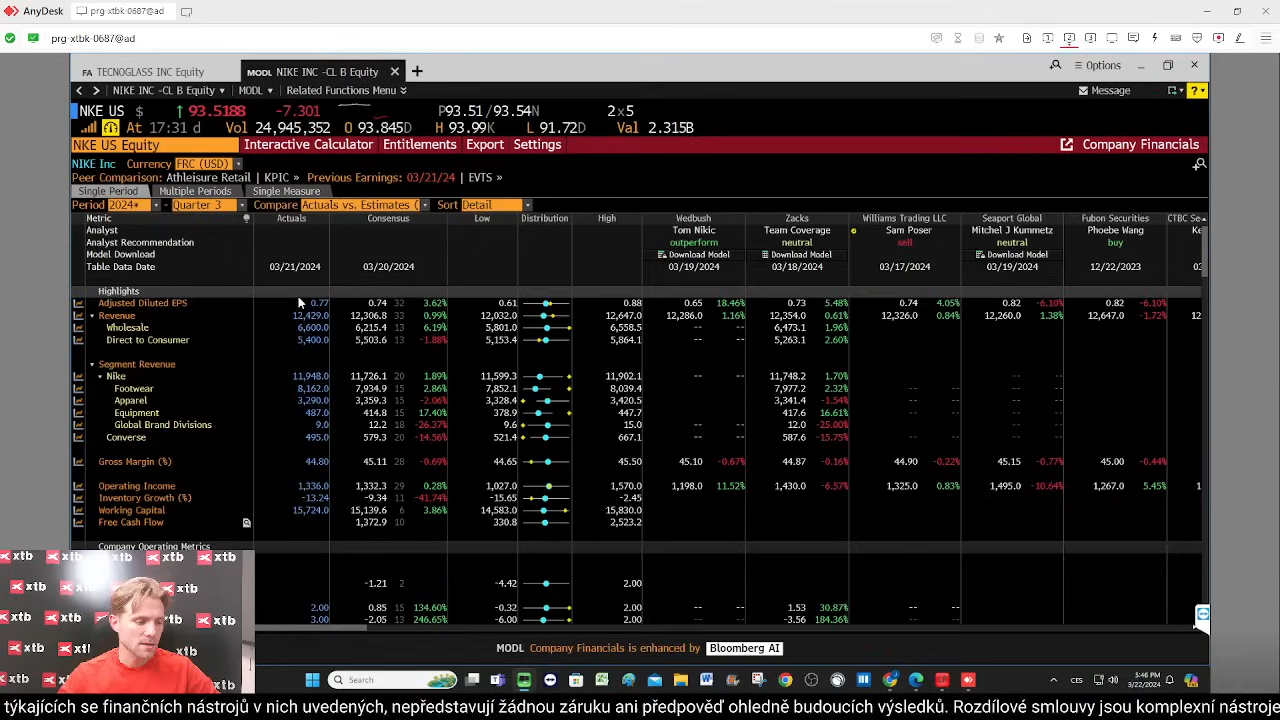 AnyDesk prg-xtbk-0687@ad
prg-xtbk-0687@ad
FA TECNOGLASS INC Equity MODL NIKE INC -CL B Equity Options
NIKE INC -CL B Equity MODL Related Functions Menu Message
NKE US $ 93.5188 -7.301 P93.51/93.54N 2×5
At 17:31 d Vol 24,945,352 O 93.845D H 93.99K L 91.72D Val 2.315B
NKE US Equity Interactive Calculator Entitlements Export Settings Company Financials
NIKE Inc Currency FRC (USD)
Peer Comparison: Athleisure Retail | KPIC » Previous Earnings: 03/21/24 | EVTS »
Single Period Multiple Periods Single Measure
Period 2024* - Quarter 3 Compare Actuals vs. Estimates ( Sort Detail
Metric Actuals Consensus Low Distribution High Wedbush Zacks Williams Trading LLC Seaport Global Fubon Securities CTBC Se
Analyst Tom Nikic Team Coverage Sam Poser Mitchel J Kummetz Phoebe Wang Ke
Analyst Recommendation outperform neutral sell neutral buy
Model Download Download Model Download Model Download Model
Table Data Date 03/21/2024 03/20/2024 03/19/2024 03/18/2024 03/17/2024 03/19/2024 12/22/2023 03
Highlights
Adjusted Diluted EPS 0.77 0.74 32 3.62% 0.61 0.88 0.65 18.46% 0.73 5.48% 0.74 4.05% 0.82 -6.10% 0.82 -6.10%
Revenue 12,429.0 12,306.8 33 0.99% 12,032.0 12,647.0 12,286.0 1.16% 12,354.0 0.61% 12,326.0 0.84% 12,260.0 1.38% 12,647.0 -1.72% 12
Wholesale 6,600.0 6,215.4 13 6.19% 5,801.0 6,558.5 -- -- 6,473.1 1.96%
Direct to Consumer 5,400.0 5,503.6 13 -1.88% 5,153.4 5,864.1 5,263.1 2.60%
Segment Revenue
Nike 11,948.0 11,726.1 20 1.89% 11,599.3 11,902.1 -- -- 11,748.2 1.70%
Footwear 8,162.0 7,934.9 15 2.86% 7,852.1 8,039.4 -- -- 7,977.2 2.32% -- -- -- --
Apparel 3,290.0 3,359.3 15 -2.06% 3,328.4 3,420.5 -- -- 3,341.4 -1.54% -- -- -- --
Equipment 487.0 414.8 15 17.40% 378.9 447.7 -- -- 417.6 16.61% -- -- -- --
Global Brand Divisions 9.0 12.2 18 -26.37% 9.6 15.0 -- -- 12.0 -25.00% -- -- -- --
Converse 495.0 579.3 20 -14.56% 521.4 667.1 -- -- 587.6 -15.75% -- -- -- --
Gross Margin (%) 44.80 45.11 28 -0.69% 44.65 45.50 45.10 -0.67% 44.87 -0.16% 44.90 -0.22% 45.15 -0.77% 45.00 -0.44%
Operating Income 1,336.0 1,332.3 29 0.28% 1,027.0 1,570.0 1,198.0 11.52% 1,430.0 -6.57% 1,325.0 0.83% 1,495.0 -10.64% 1,267.0 5.45% 1
Inventory Growth (%) -13.24 -9.34 11 -41.74% -15.65 -2.45
Working Capital 15,724.0 15,139.6 6 3.86% 14,583.0 15,830.0
Free Cash Flow 1,372.9 10 330.8 2,523.2
Company Operating Metrics
-1.21 2 -4.42 2.00
2.00 0.85 15 134.60% -0.32 2.00 -- -- 1.53 30.87% -- --
3.00 -2.05 13 246.65% -6.00 2.00 -- -- -3.56 184.36% -- --
MODL Company Financials is enhanced by Bloomberg AI
xtb xtb xtb
xtb xtb
xtb xtb
Search CES 5:46 PM
3/22/2024
týkajících se finančních nástrojů v nich uvedených, nepředstavují žádnou záruku ani předpověď ohledně budoucích výsledků. Rozdílové smlouvy jsou komplexní nástroje